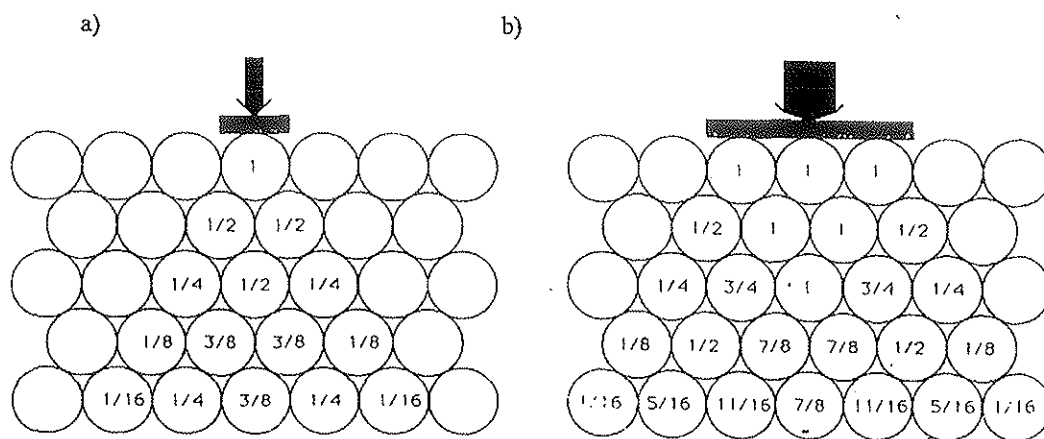 a) b)
1 1 1 1
1/2 1/2 1/2 1 1 1/2
1/4 1/2 1/4 1/4 3/4 1 3/4 1/4
1/8 3/8 3/8 1/8 1/8 1/2 7/8 7/8 1/2 1/8
1/16 1/4 3/8 1/4 1/16 1/16 5/16 11/16 7/8 11/16 5/16 1/16